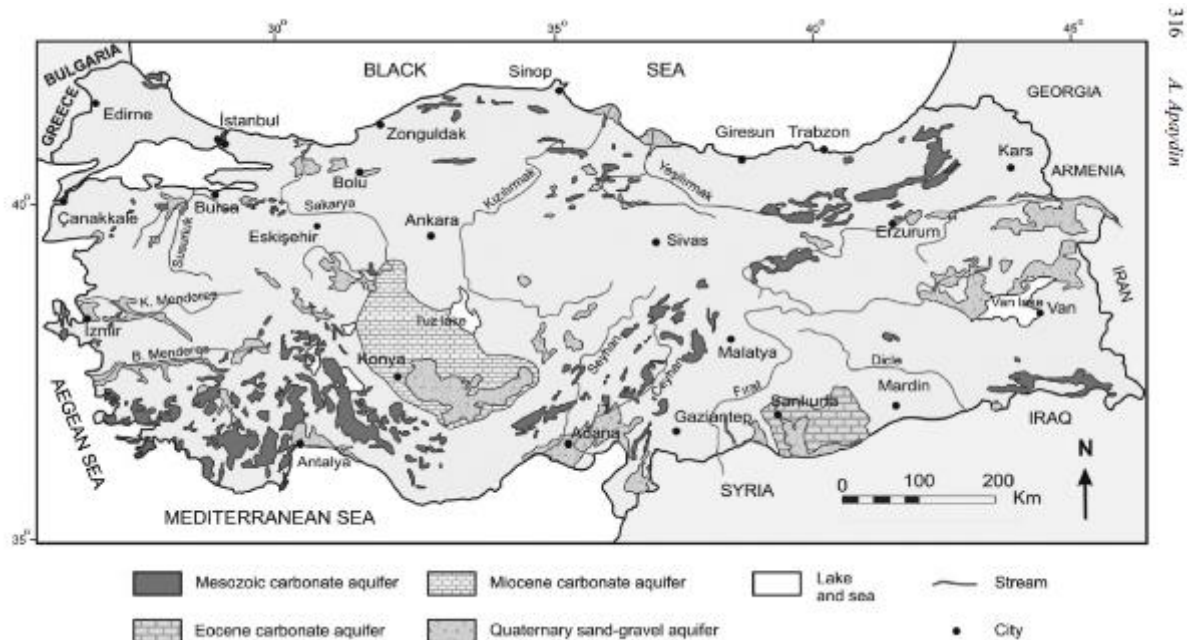 316 A. Apaydin
30° 35° 40° 45°
BULGARIA
BLACK SEA
Sinop
GEORGIA
GREECE
Edirne
İstanbul
Zonguldak
Giresun Trabzon
Kars
ARMENIA
Bolu
Kızılırmak
Yeşilırmak
40°
Çanakkale
Bursa
Sakarya
Ankara
Erzurum
Susurluk
Eskişehir
Sivas
IRAN
K. Menderes
Van lake
Van
İzmir
Tuz lake
B. Menderes
Seyhan
Malatya
Dicle
Konya
Ceyhan
Fırat
Mardin
AEGEAN SEA
Gaziantep
Şanlıurfa
Adana
IRAQ
Antalya
SYRIA
N
0 100 200
Km
MEDITERRANEAN SEA
35°
Mesozoic carbonate aquifer
Miocene carbonate aquifer
Lake and sea
Stream
Eocene carbonate aquifer
Quaternary sand-gravel aquifer
City